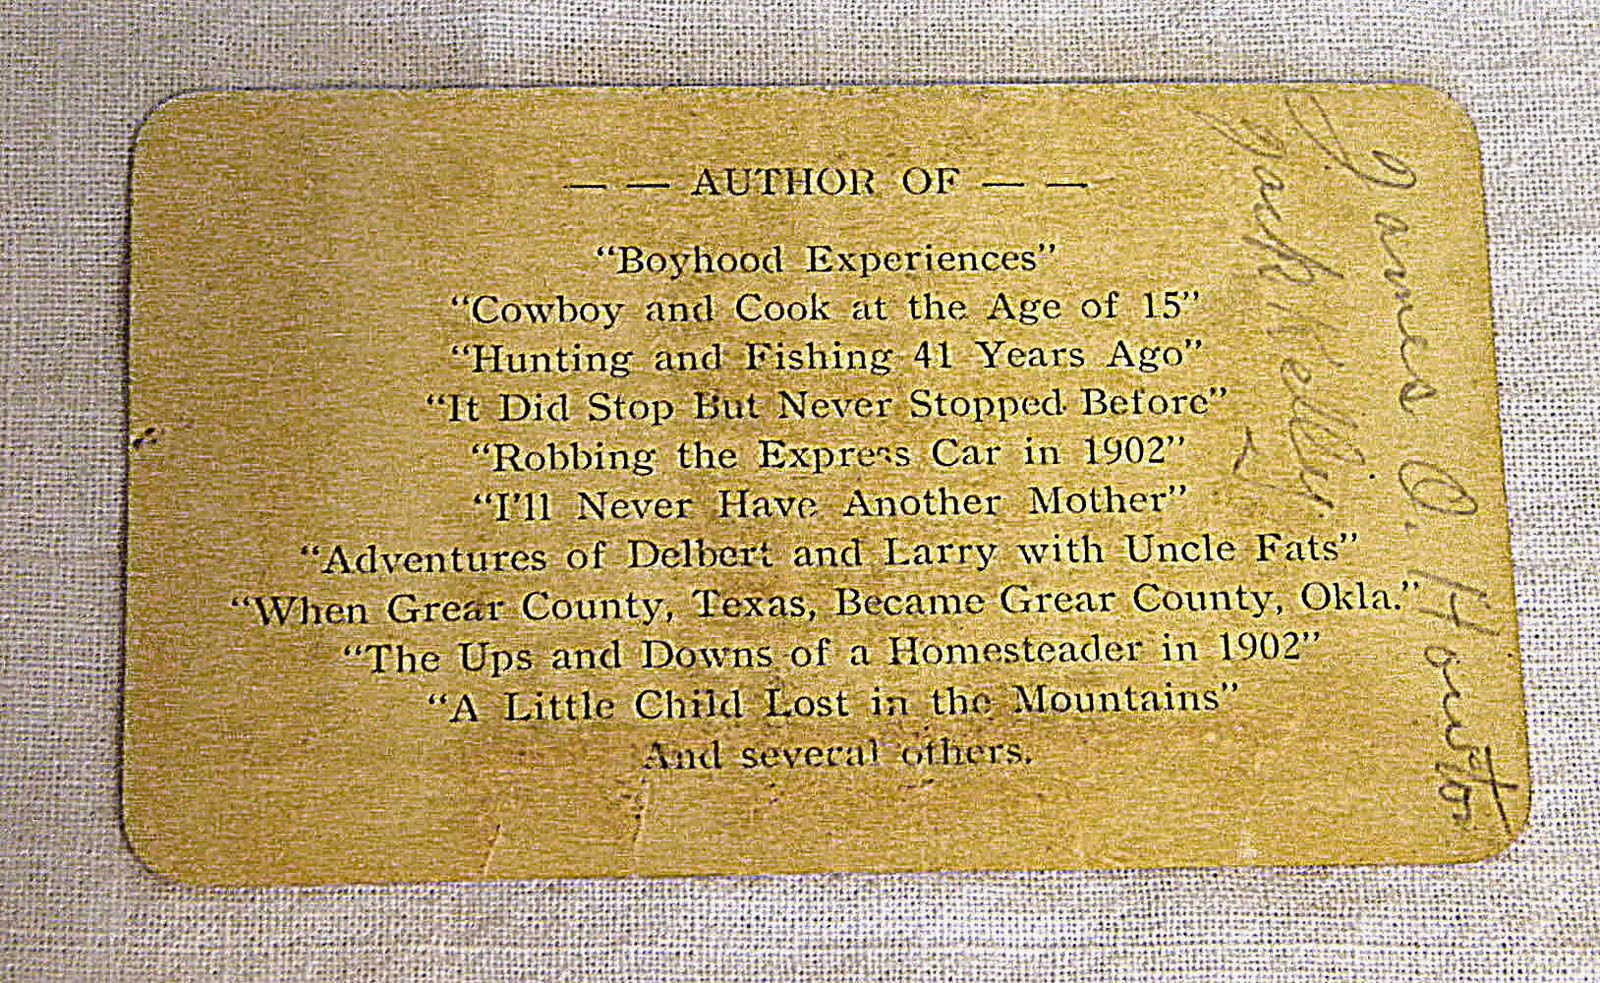 — — AUTHOR OF — —
“Boyhood Experiences”
“Cowboy and Cook at the Age of 15”
“Hunting and Fishing 41 Years Ago”
“It Did Stop But Never Stopped Before”
“Robbing the Express Car in 1902”
“I'll Never Have Another Mother”
“Adventures of Delbert and Larry with Uncle Fats”
“When Grear County, Texas, Became Grear County, Okla.”
“The Ups and Downs of a Homesteader in 1902”
“A Little Child Lost in the Mountains”
And several others.
James O.
Jack